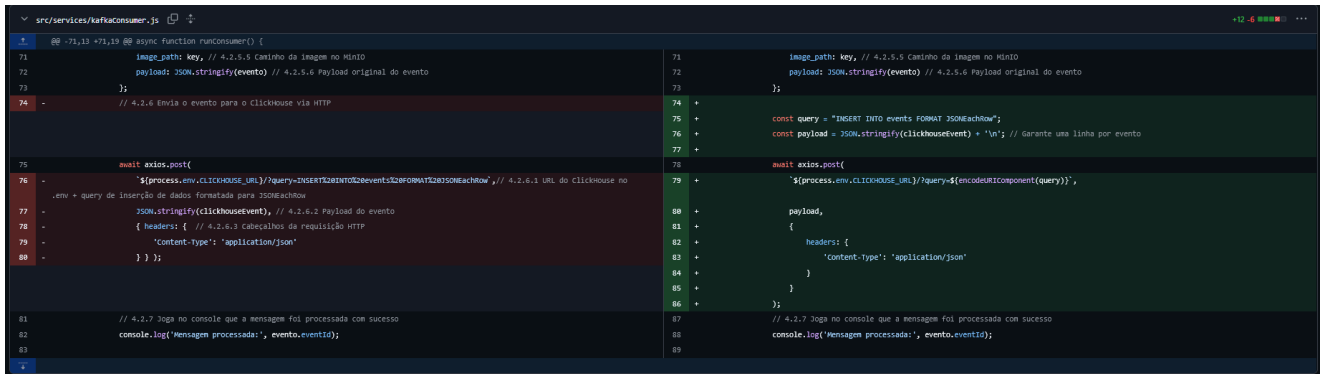 src/services/kafkaConsumer.js
+12 -6
@@ -71,13 +71,19 @@ async function runConsumer() {
71 image_path: key, // 4.2.5.5 Caminho da imagem no MinIO
72 payload: JSON.stringify(evento) // 4.2.5.6 Payload original do evento
73 };
74 - // 4.2.6 Envia o evento para o ClickHouse via HTTP
75 await axios.post(
76 - `${process.env.CLICKHOUSE_URL}/?query=INSERT%20INTO%20events%20FORMAT%20JSONEachRow`,// 4.2.6.1 URL do ClickHouse no
.env + query de inserção de dados formatada para JSONEachRow
77 - JSON.stringify(clickhouseEvent), // 4.2.6.2 Payload do evento
78 - { headers: { // 4.2.6.3 Cabeçalhos da requisição HTTP
79 - 'Content-Type': 'application/json'
80 - } } );
81 // 4.2.7 Joga no console que a mensagem foi processada com sucesso
82 console.log('Mensagem processada:', evento.eventId);
83
71 image_path: key, // 4.2.5.5 Caminho da imagem no MinIO
72 payload: JSON.stringify(evento) // 4.2.5.6 Payload original do evento
73 };
74 +
75 + const query = "INSERT INTO events FORMAT JSONEachRow";
76 + const payload = JSON.stringify(clickhouseEvent) + '\n'; // Garante uma linha por evento
77 +
78 await axios.post(
79 + `${process.env.CLICKHOUSE_URL}/?query=${encodeURIComponent(query)}`,
80 + payload,
81 + {
82 + headers: {
83 + 'Content-Type': 'application/json'
84 + }
85 + }
86 + );
87 // 4.2.7 Joga no console que a mensagem foi processada com sucesso
88 console.log('Mensagem processada:', evento.eventId);
89